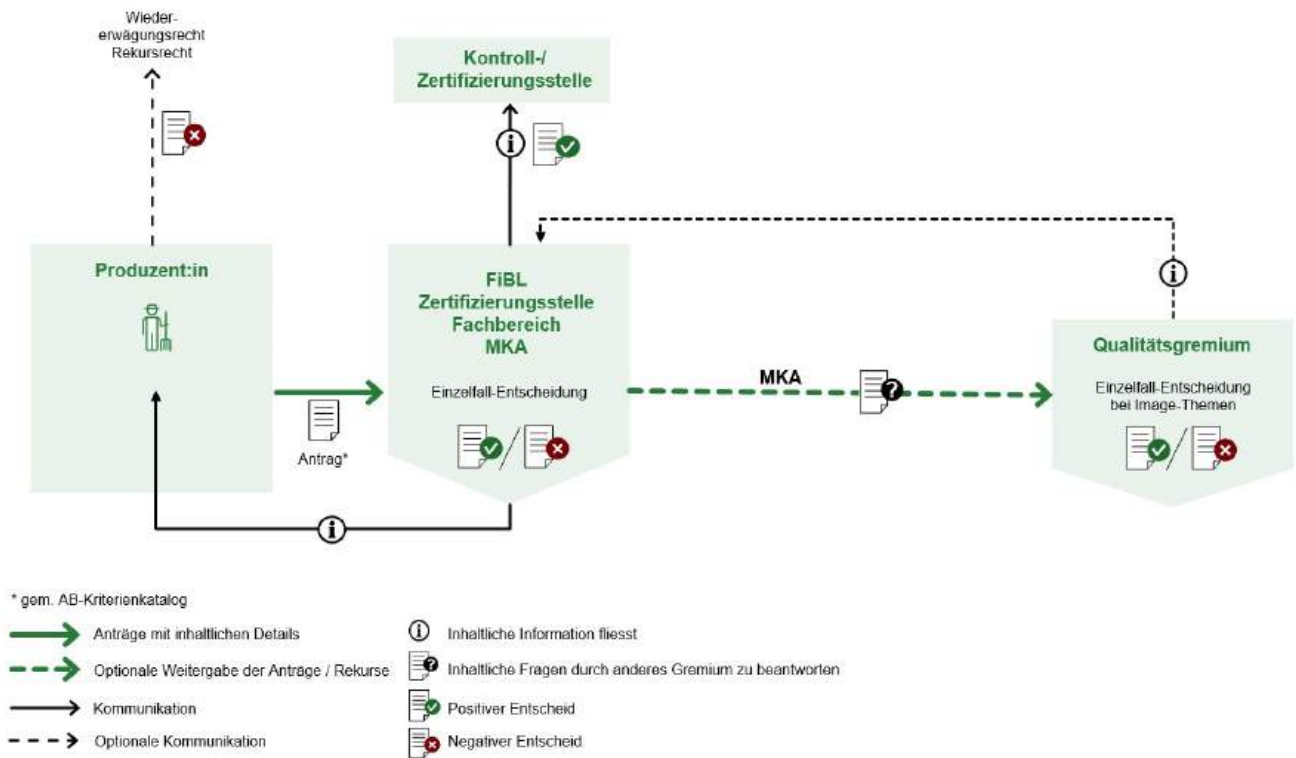 Wieder-
erwägungsrecht
Rekursrecht
Kontroll-/
Zertifizierungsstelle
Produzent:in
FiBL
Zertifizierungsstelle
Fachbereich
MKA
Einzelfall-Entscheidung
Antrag*
MKA
Qualitätsgremium
Einzelfall-Entscheidung
bei Image-Themen
* gem. AB-Kriterienkatalog
Anträge mit inhaltlichen Details
Optionale Weitergabe der Anträge / Rekurse
Kommunikation
Optionale Kommunikation
Inhaltliche Information fliesst
Inhaltliche Fragen durch anderes Gremium zu beantworten
Positiver Entscheid
Negativer Entscheid